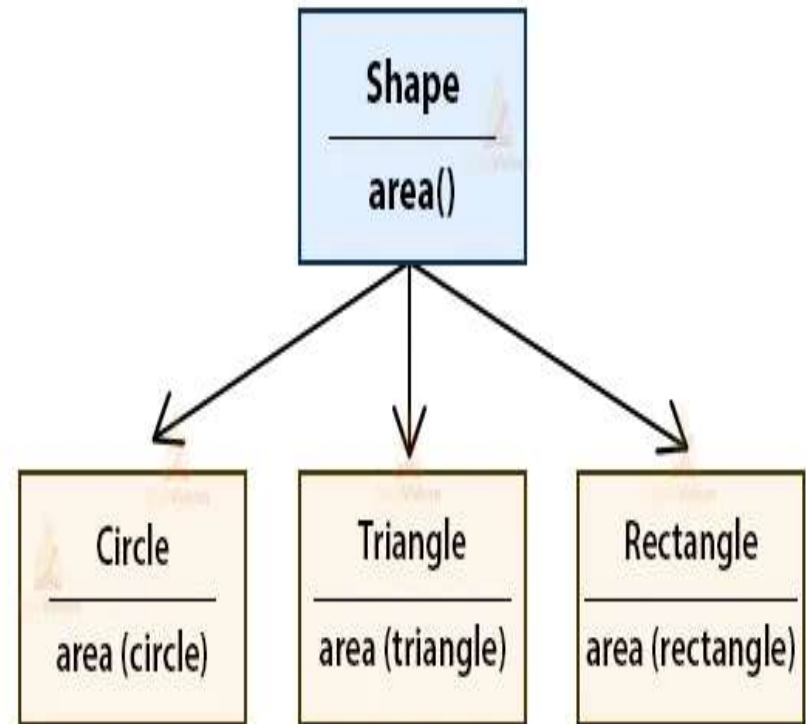 Shape
area()
Circle
area (circle)
Triangle
area (triangle)
Rectangle
area (rectangle)